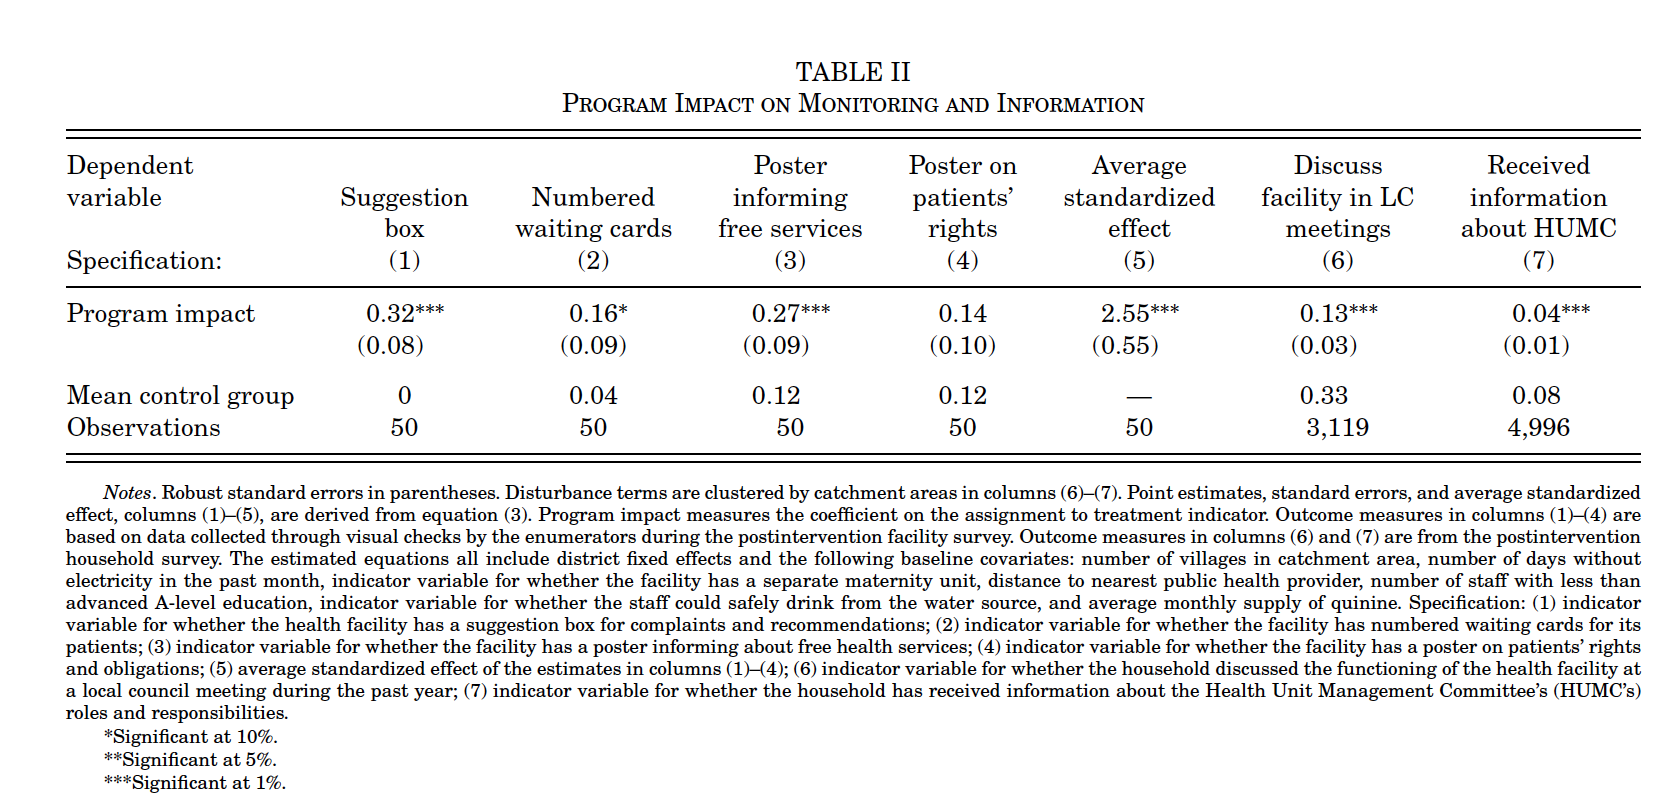 TABLE II
PROGRAM IMPACT ON MONITORING AND INFORMATION
Dependent Poster Poster on Average Discuss Received
variable Suggestion Numbered informing patients’ standardized facility in LC information
box waiting cards free services rights effect meetings about HUMC
Specification: (1) (2) (3) (4) (5) (6) (7)
Program impact 0.32*** 0.16* 0.27*** 0.14 2.55*** 0.13*** 0.04***
(0.08) (0.09) (0.09) (0.10) (0.55) (0.03) (0.01)
Mean control group 0 0.04 0.12 0.12 — 0.33 0.08
Observations 50 50 50 50 50 3,119 4,996
Notes. Robust standard errors in parentheses. Disturbance terms are clustered by catchment areas in columns (6)–(7). Point estimates, standard errors, and average standardized
effect, columns (1)–(5), are derived from equation (3). Program impact measures the coefficient on the assignment to treatment indicator. Outcome measures in columns (1)–(4) are
based on data collected through visual checks by the enumerators during the postintervention facility survey. Outcome measures in columns (6) and (7) are from the postintervention
household survey. The estimated equations all include district fixed effects and the following baseline covariates: number of villages in catchment area, number of days without
electricity in the past month, indicator variable for whether the facility has a separate maternity unit, distance to nearest public health provider, number of staff with less than
advanced A-level education, indicator variable for whether the staff could safely drink from the water source, and average monthly supply of quinine. Specification: (1) indicator
variable for whether the health facility has a suggestion box for complaints and recommendations; (2) indicator variable for whether the facility has numbered waiting cards for its
patients; (3) indicator variable for whether the facility has a poster informing about free health services; (4) indicator variable for whether the facility has a poster on patients’ rights
and obligations; (5) average standardized effect of the estimates in columns (1)–(4); (6) indicator variable for whether the household discussed the functioning of the health facility at
a local council meeting during the past year; (7) indicator variable for whether the household has received information about the Health Unit Management Committee’s (HUMC’s)
roles and responsibilities.
*Significant at 10%.
**Significant at 5%.
***Significant at 1%.